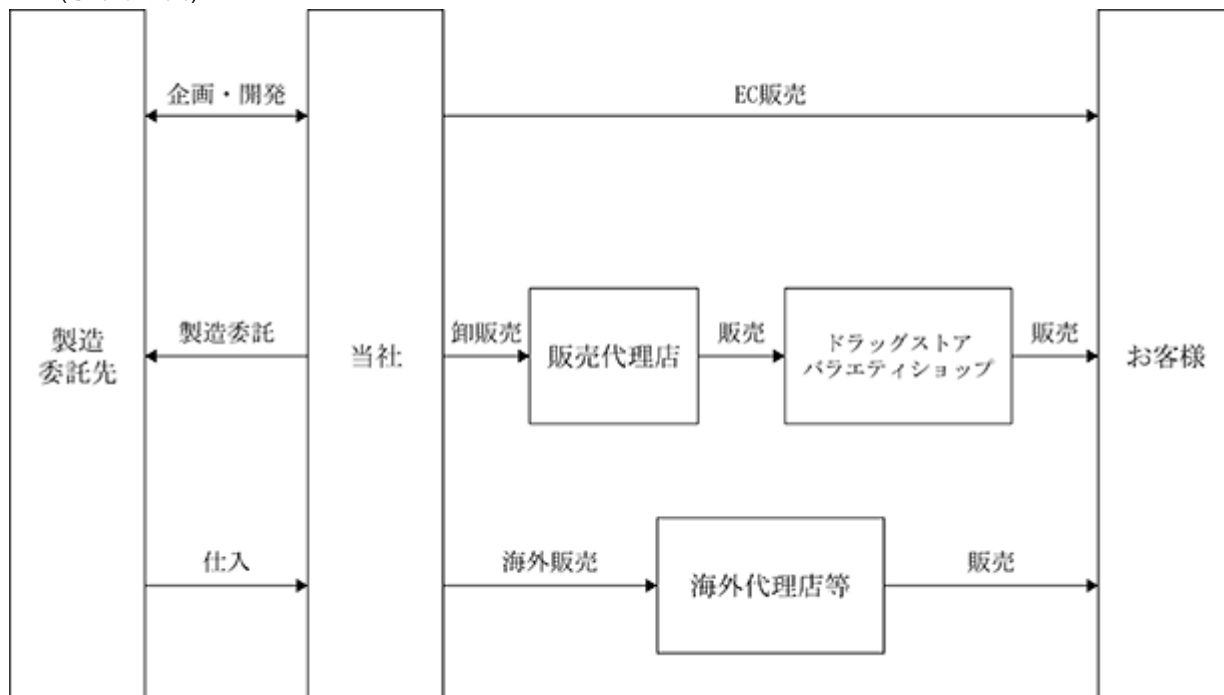 企画・開発
EC販売
製造
委託先
製造委託
当社
卸販売
販売代理店
販売
ドラッグストア
バラエティショップ
販売
お客様
仕入
海外販売
海外代理店等
販売